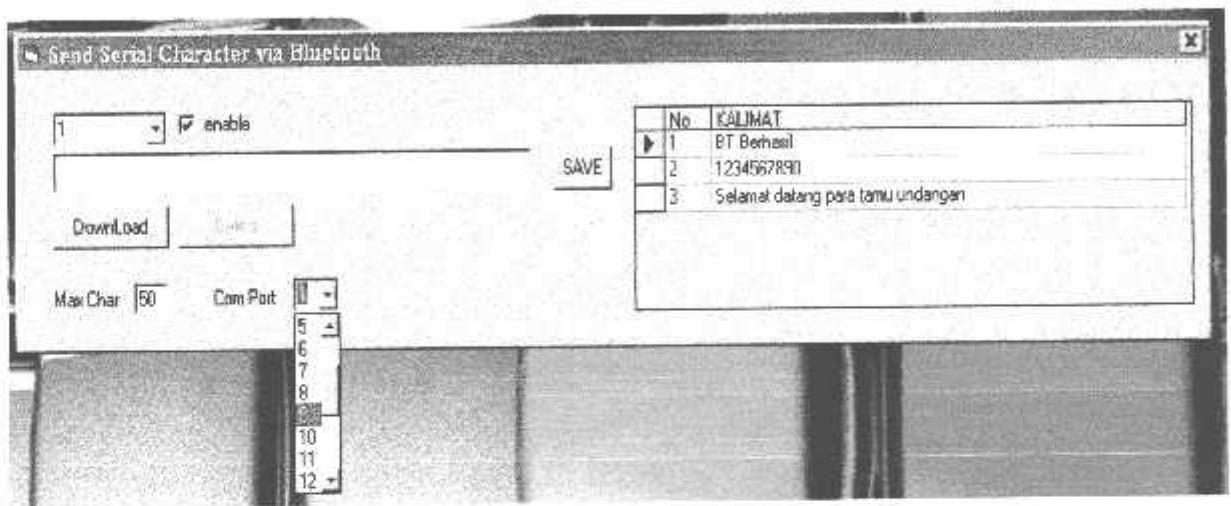 Send Serial Character via Bluetooth
1 enable
SAVE
DownLoad
Max Char 50 Com Port
5
6
7
8
10
11
12
No KALIMAT
1 BT Berhasil
2 1234567890
3 Selamat datang para tamu undangan